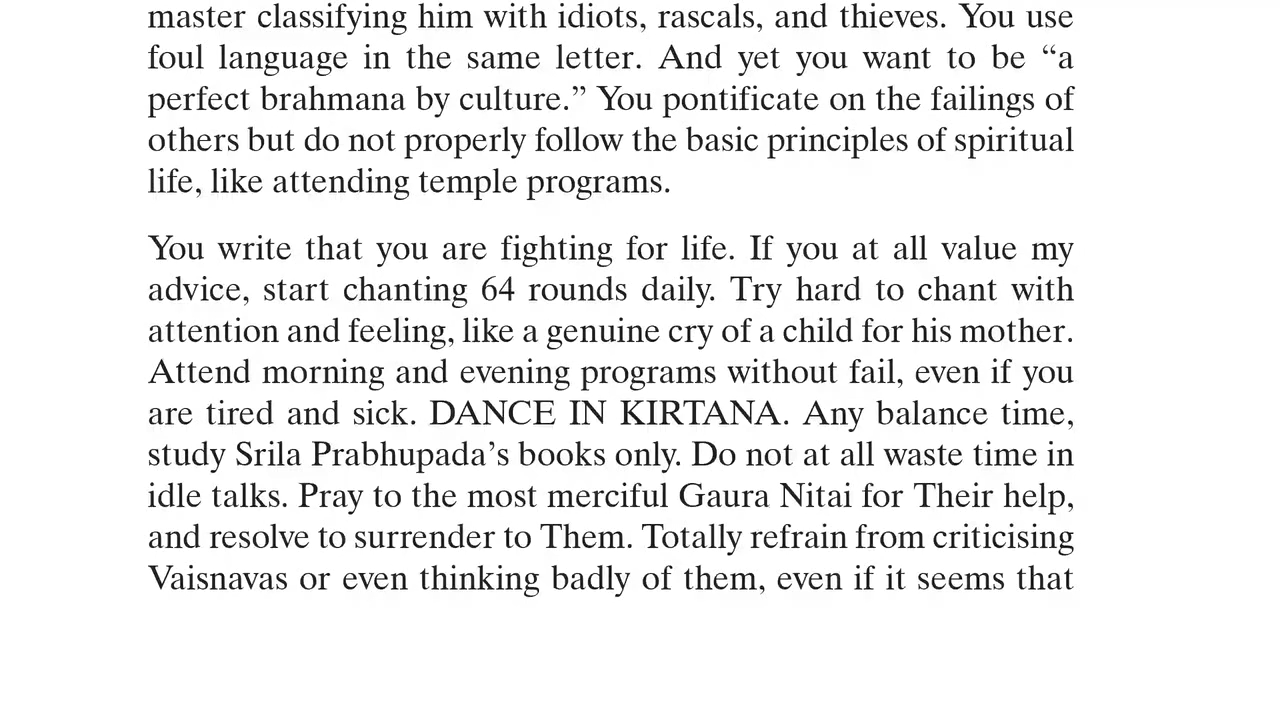 master classifying him with idiots, rascals, and thieves. You use
foul language in the same letter. And yet you want to be “a
perfect brahmana by culture.” You pontificate on the failings of
others but do not properly follow the basic principles of spiritual
life, like attending temple programs.
You write that you are fighting for life. If you at all value my
advice, start chanting 64 rounds daily. Try hard to chant with
attention and feeling, like a genuine cry of a child for his mother.
Attend morning and evening programs without fail, even if you
are tired and sick. DANCE IN KIRTANA. Any balance time,
study Srila Prabhupada’s books only. Do not at all waste time in
idle talks. Pray to the most merciful Gaura Nitai for Their help,
and resolve to surrender to Them. Totally refrain from criticising
Vaisnavas or even thinking badly of them, even if it seems that